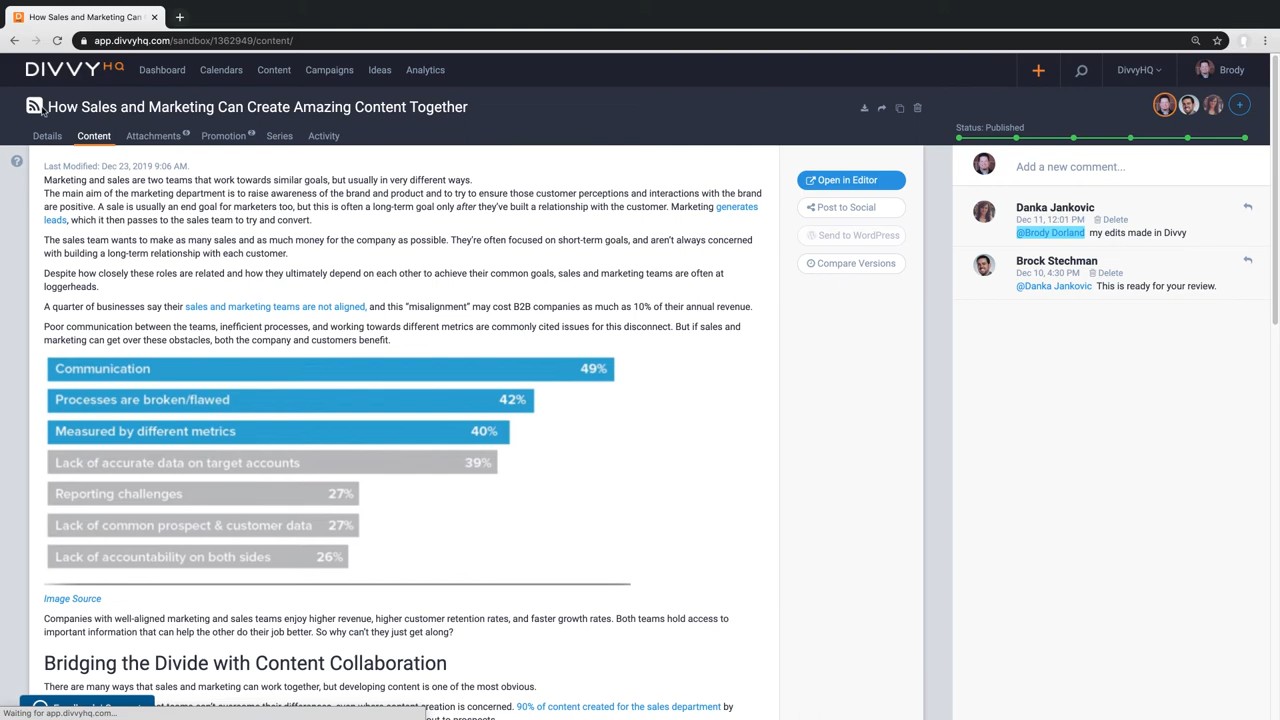 How Sales and Marketing Can
app.divvyhq.com/sandbox/1362949/content/
DIVVYHQ Dashboard Calendars Content Campaigns Ideas Analytics DivvyHQ Brody
How Sales and Marketing Can Create Amazing Content Together
Status: Published
Details Content Attachments Promotion Series Activity
Last Modified: Dec 23, 2019 9:06 AM.
Marketing and sales are two teams that work towards similar goals, but usually in very different ways.
The main aim of the marketing department is to raise awareness of the brand and product and to try to ensure those customer perceptions and interactions with the brand
are positive. A sale is usually an end goal for marketers too, but this is often a long-term goal only after they've built a relationship with the customer. Marketing generates
leads, which it then passes to the sales team to try and convert.
The sales team wants to make as many sales and as much money for the company as possible. They're often focused on short-term goals, and aren't always concerned
with building a long-term relationship with each customer.
Despite how closely these roles are related and how they ultimately depend on each other to achieve their common goals, sales and marketing teams are often at
loggerheads.
A quarter of businesses say their sales and marketing teams are not aligned, and this “misalignment” may cost B2B companies as much as 10% of their annual revenue.
Poor communication between the teams, inefficient processes, and working towards different metrics are commonly cited issues for this disconnect. But if sales and
marketing can get over these obstacles, both the company and customers benefit.
Communication 49%
Processes are broken/flawed 42%
Measured by different metrics 40%
Lack of accurate data on target accounts 39%
Reporting challenges 27%
Lack of common prospect & customer data 27%
Lack of accountability on both sides 26%
Image Source
Companies with well-aligned marketing and sales teams enjoy higher revenue, higher customer retention rates, and faster growth rates. Both teams hold access to
important information that can help the other do their job better. So why can't they just get along?
Bridging the Divide with Content Collaboration
There are many ways that sales and marketing can work together, but developing content is one of the most obvious.
creation is concerned. 90% of content created for the sales department by
Waiting for app.divvyhq.com...
Open in Editor
Post to Social
Send to WordPress
Compare Versions
Add a new comment...
Danka Jankovic
Dec 11, 12:01 PM Delete
@Brody Dorland my edits made in Divvy
Brock Stechman
Dec 10, 4:30 PM Delete
@Danka Jankovic This is ready for your review.